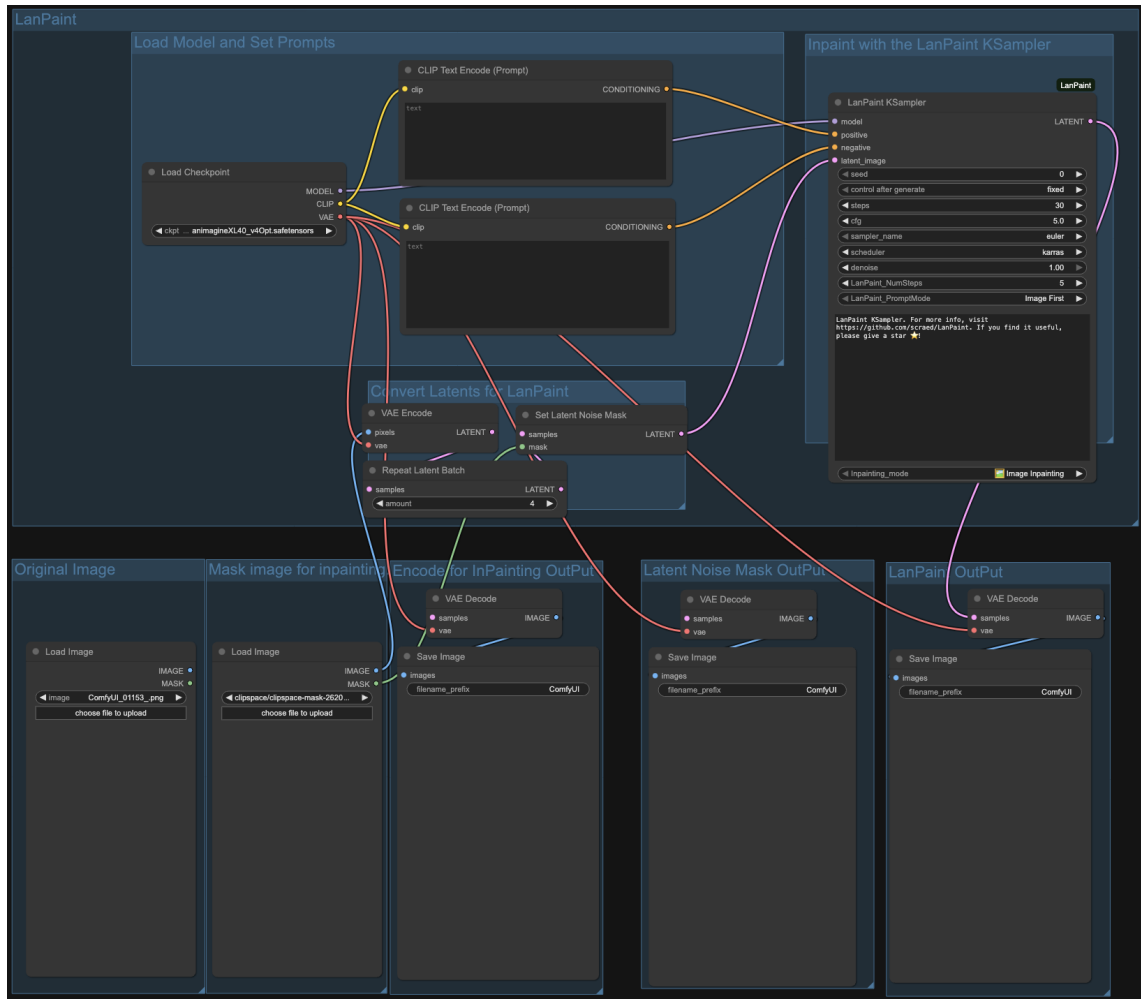 LanPaint
Load Model and Set Prompts
Inpaint with the LanPaint KSampler
CLIP Text Encode (Prompt)
clip
CONDITIONING
text
Load Checkpoint
MODEL
CLIP
VAE
ckpt ... animagineXL40_v4Opt.safetensors
CLIP Text Encode (Prompt)
clip
CONDITIONING
text
LanPaint
LanPaint KSampler
model
LATENT
positive
negative
latent_image
seed 0
control after generate fixed
steps 30
cfg 5.0
sampler_name euler
scheduler karras
denoise 1.00
LanPaint_NumSteps 5
LanPaint_PromptMode Image First
LanPaint KSampler. For more info, visit
https://github.com/scraed/LanPaint. If you find it useful,
please give a star ⭐!
Inpainting_mode 🖼️ Image Inpainting
Convert Latents for LanPaint
VAE Encode
pixels
LATENT
vae
Set Latent Noise Mask
samples
LATENT
mask
Repeat Latent Batch
samples
LATENT
amount 4
Original Image
Load Image
IMAGE
MASK
image ComfyUI_01153_.png
choose file to upload
Mask image for inpainting
Load Image
IMAGE
MASK
clipspace/clipspace-mask-2620...
choose file to upload
Encode for InPainting OutPut
VAE Decode
samples
IMAGE
vae
Save Image
images
filename_prefix ComfyUI
Latent Noise Mask OutPut
VAE Decode
samples
IMAGE
vae
Save Image
images
filename_prefix ComfyUI
LanPaint OutPut
VAE Decode
samples
IMAGE
vae
Save Image
images
filename_prefix ComfyUI